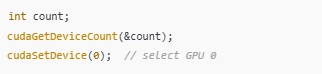 int count;
cudaGetDeviceCount(&count);
cudaSetDevice(0);  // select GPU 0